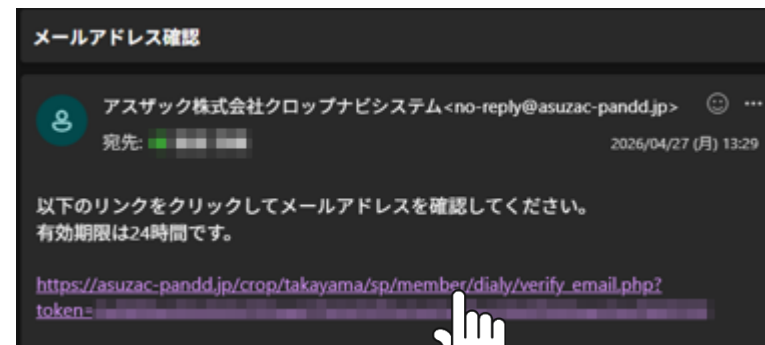 メールアドレス確認
アスザック株式会社クロップナビシステム<no-reply@asuzac-pandd.jp>
宛先:
2026/04/27 (月) 13:29
以下のリンクをクリックしてメールアドレスを確認してください。
有効期限は24時間です。
https://asuzac-pandd.jp/crop/takayama/sp/member/dialy/verify_email.php?
token=